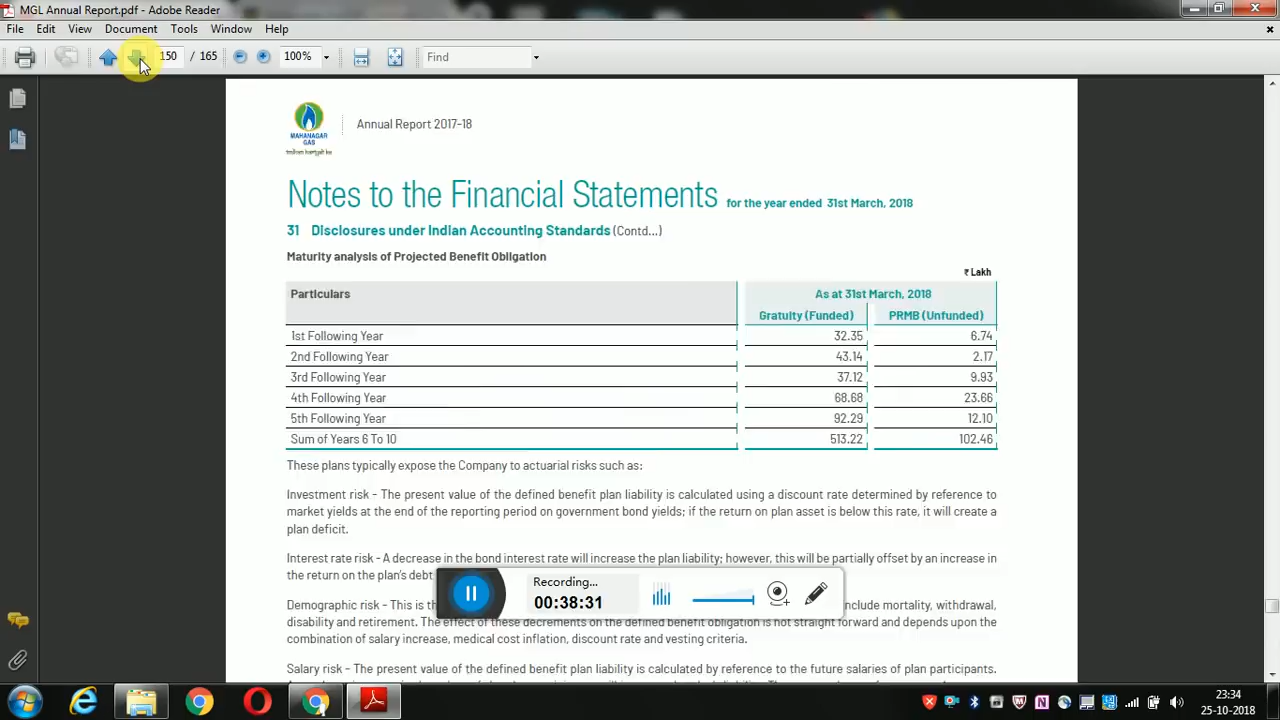 MGL Annual Report.pdf - Adobe Reader
File Edit View Document Tools Window Help
150 / 165 100% Find
MAHANAGAR
GAS
Annual Report 2017-18
Notes to the Financial Statements for the year ended 31st March, 2018
31 Disclosures under Indian Accounting Standards (Contd...)
Maturity analysis of Projected Benefit Obligation
₹ Lakh
Particulars As at 31st March, 2018
Gratuity (Funded) PRMB (Unfunded)
1st Following Year 32.35 6.74
2nd Following Year 43.14 2.17
3rd Following Year 37.12 9.93
4th Following Year 68.68 23.66
5th Following Year 92.29 12.10
Sum of Years 6 To 10 513.22 102.46
These plans typically expose the Company to actuarial risks such as:
Investment risk - The present value of the defined benefit plan liability is calculated using a discount rate determined by reference to
market yields at the end of the reporting period on government bond yields; if the return on plan asset is below this rate, it will create a
plan deficit.
Interest rate risk - A decrease in the bond interest rate will increase the plan liability; however, this will be partially offset by an increase in
the return on the plan's debt
Recording...
00:38:31
Demographic risk - This is th include mortality, withdrawal,
disability and retirement. The effect of these decrements on the defined benefit obligation is not straight forward and depends upon the
combination of salary increase, medical cost inflation, discount rate and vesting criteria.
Salary risk - The present value of the defined benefit plan liability is calculated by reference to the future salaries of plan participants.
23:34
25-10-2018